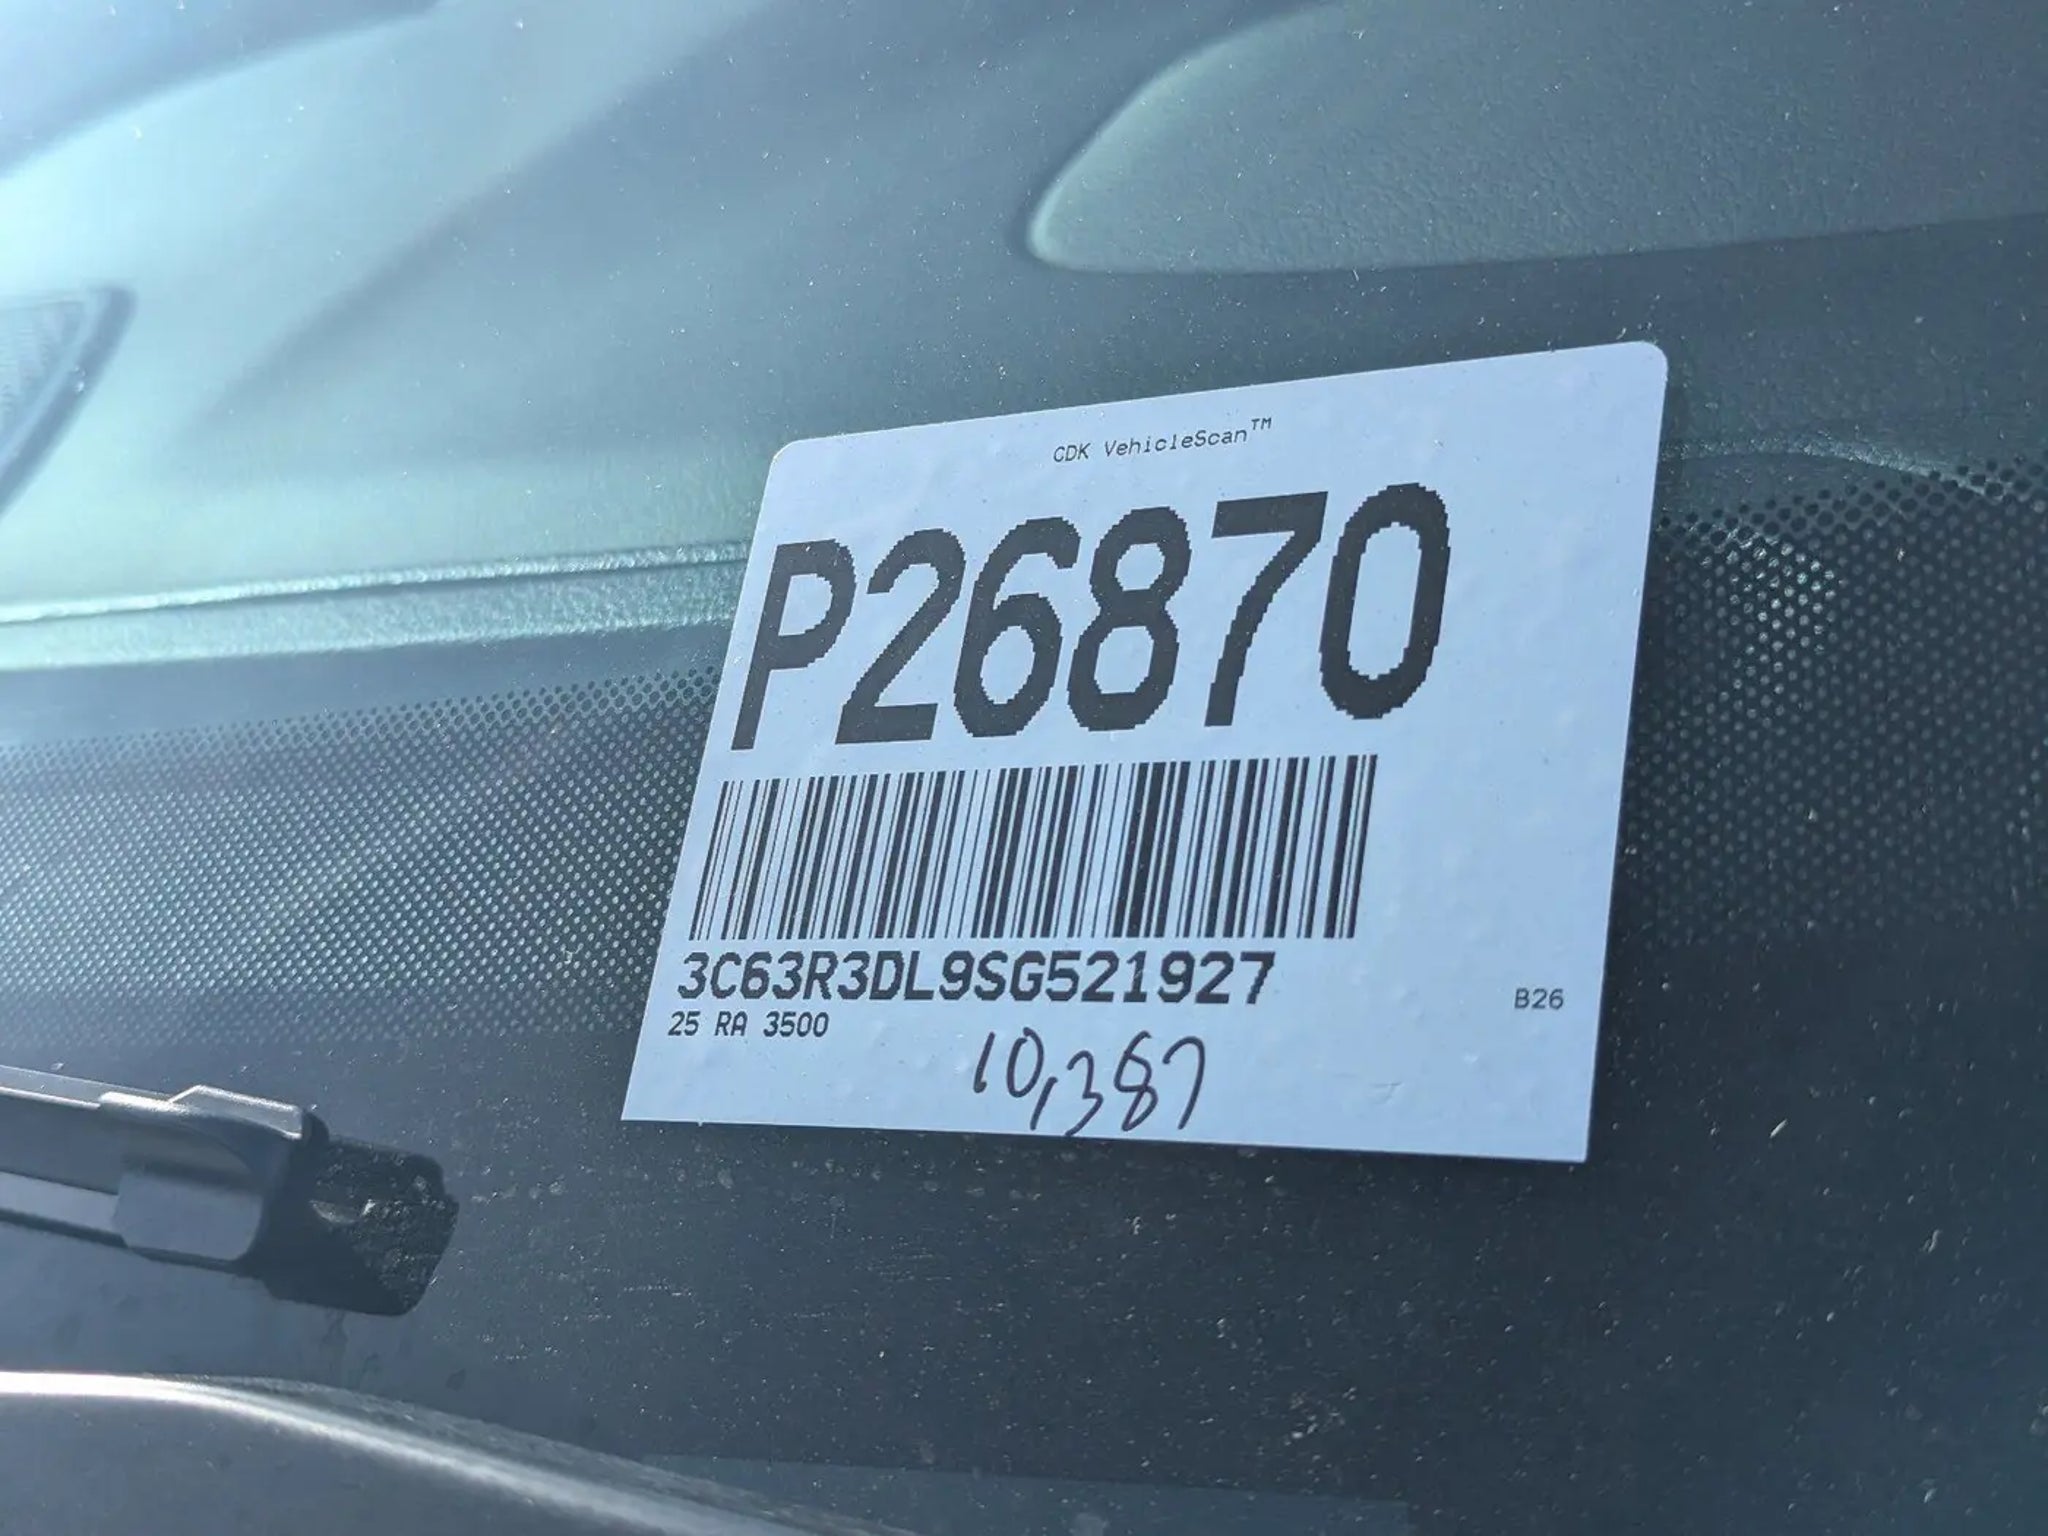 CDK VehicleScan™
P26870
3C63R3DL9SG521927
25 RA 3500
B26
10,387